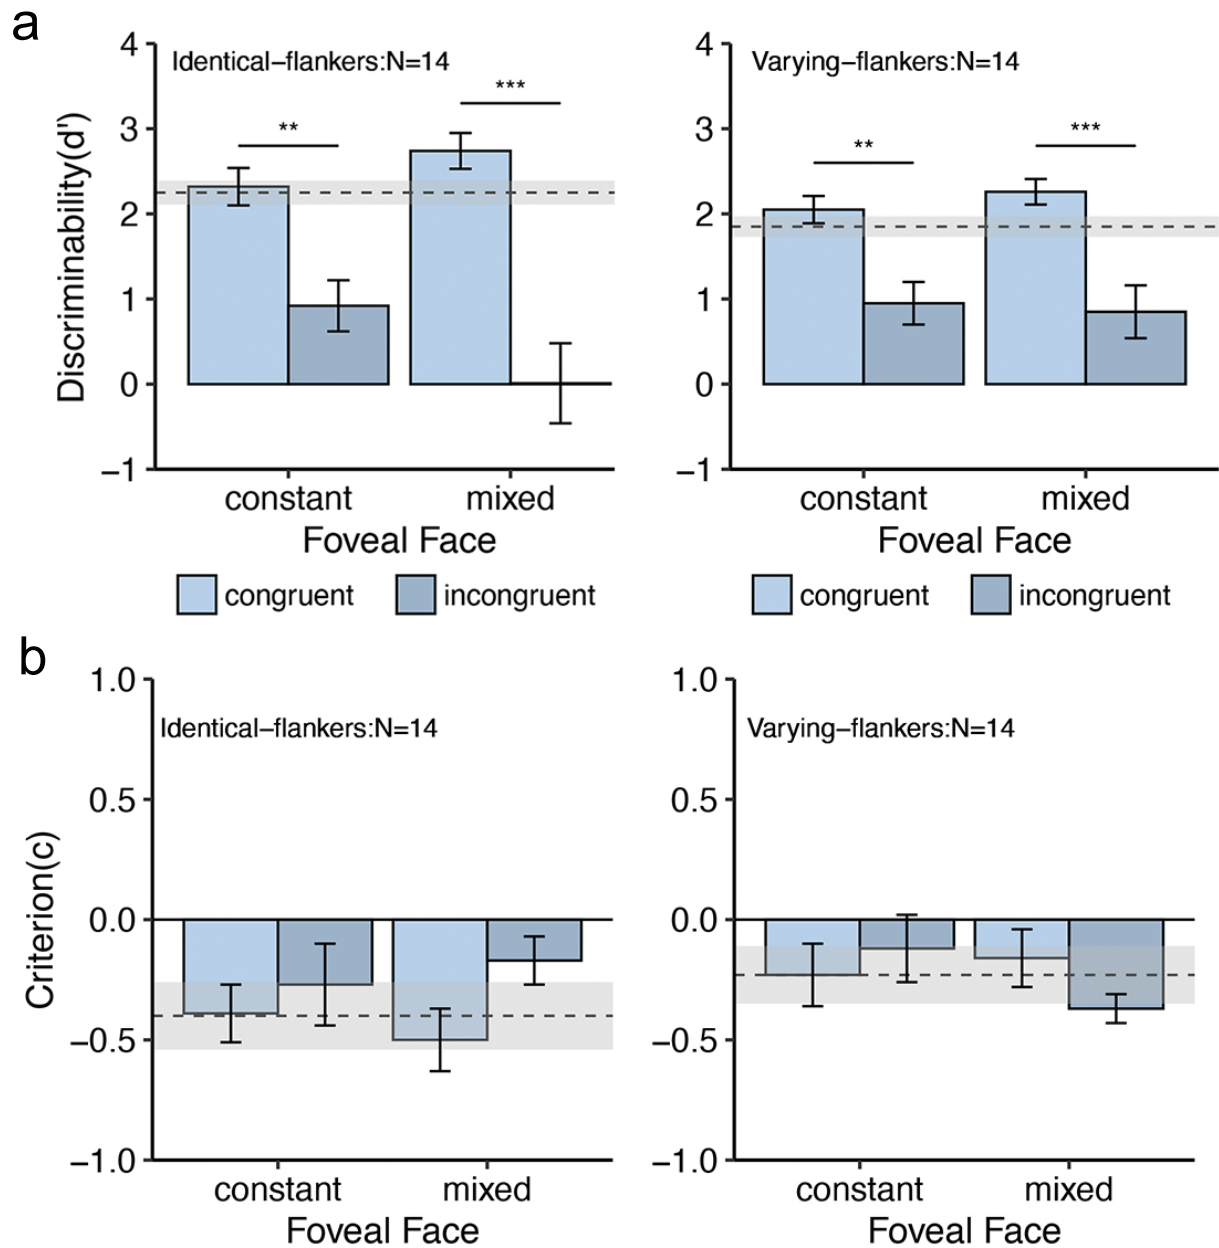 a
Identical–flankers:N=14
Varying–flankers:N=14
Discriminability(d')
4
3
2
1
0
−1
**
***
constant
mixed
Foveal Face
congruent
incongruent
4
3
2
1
0
−1
**
***
constant
mixed
Foveal Face
congruent
incongruent
b
Identical–flankers:N=14
Varying–flankers:N=14
Criterion(c)
1.0
0.5
0.0
−0.5
−1.0
constant
mixed
Foveal Face
1.0
0.5
0.0
−0.5
−1.0
constant
mixed
Foveal Face